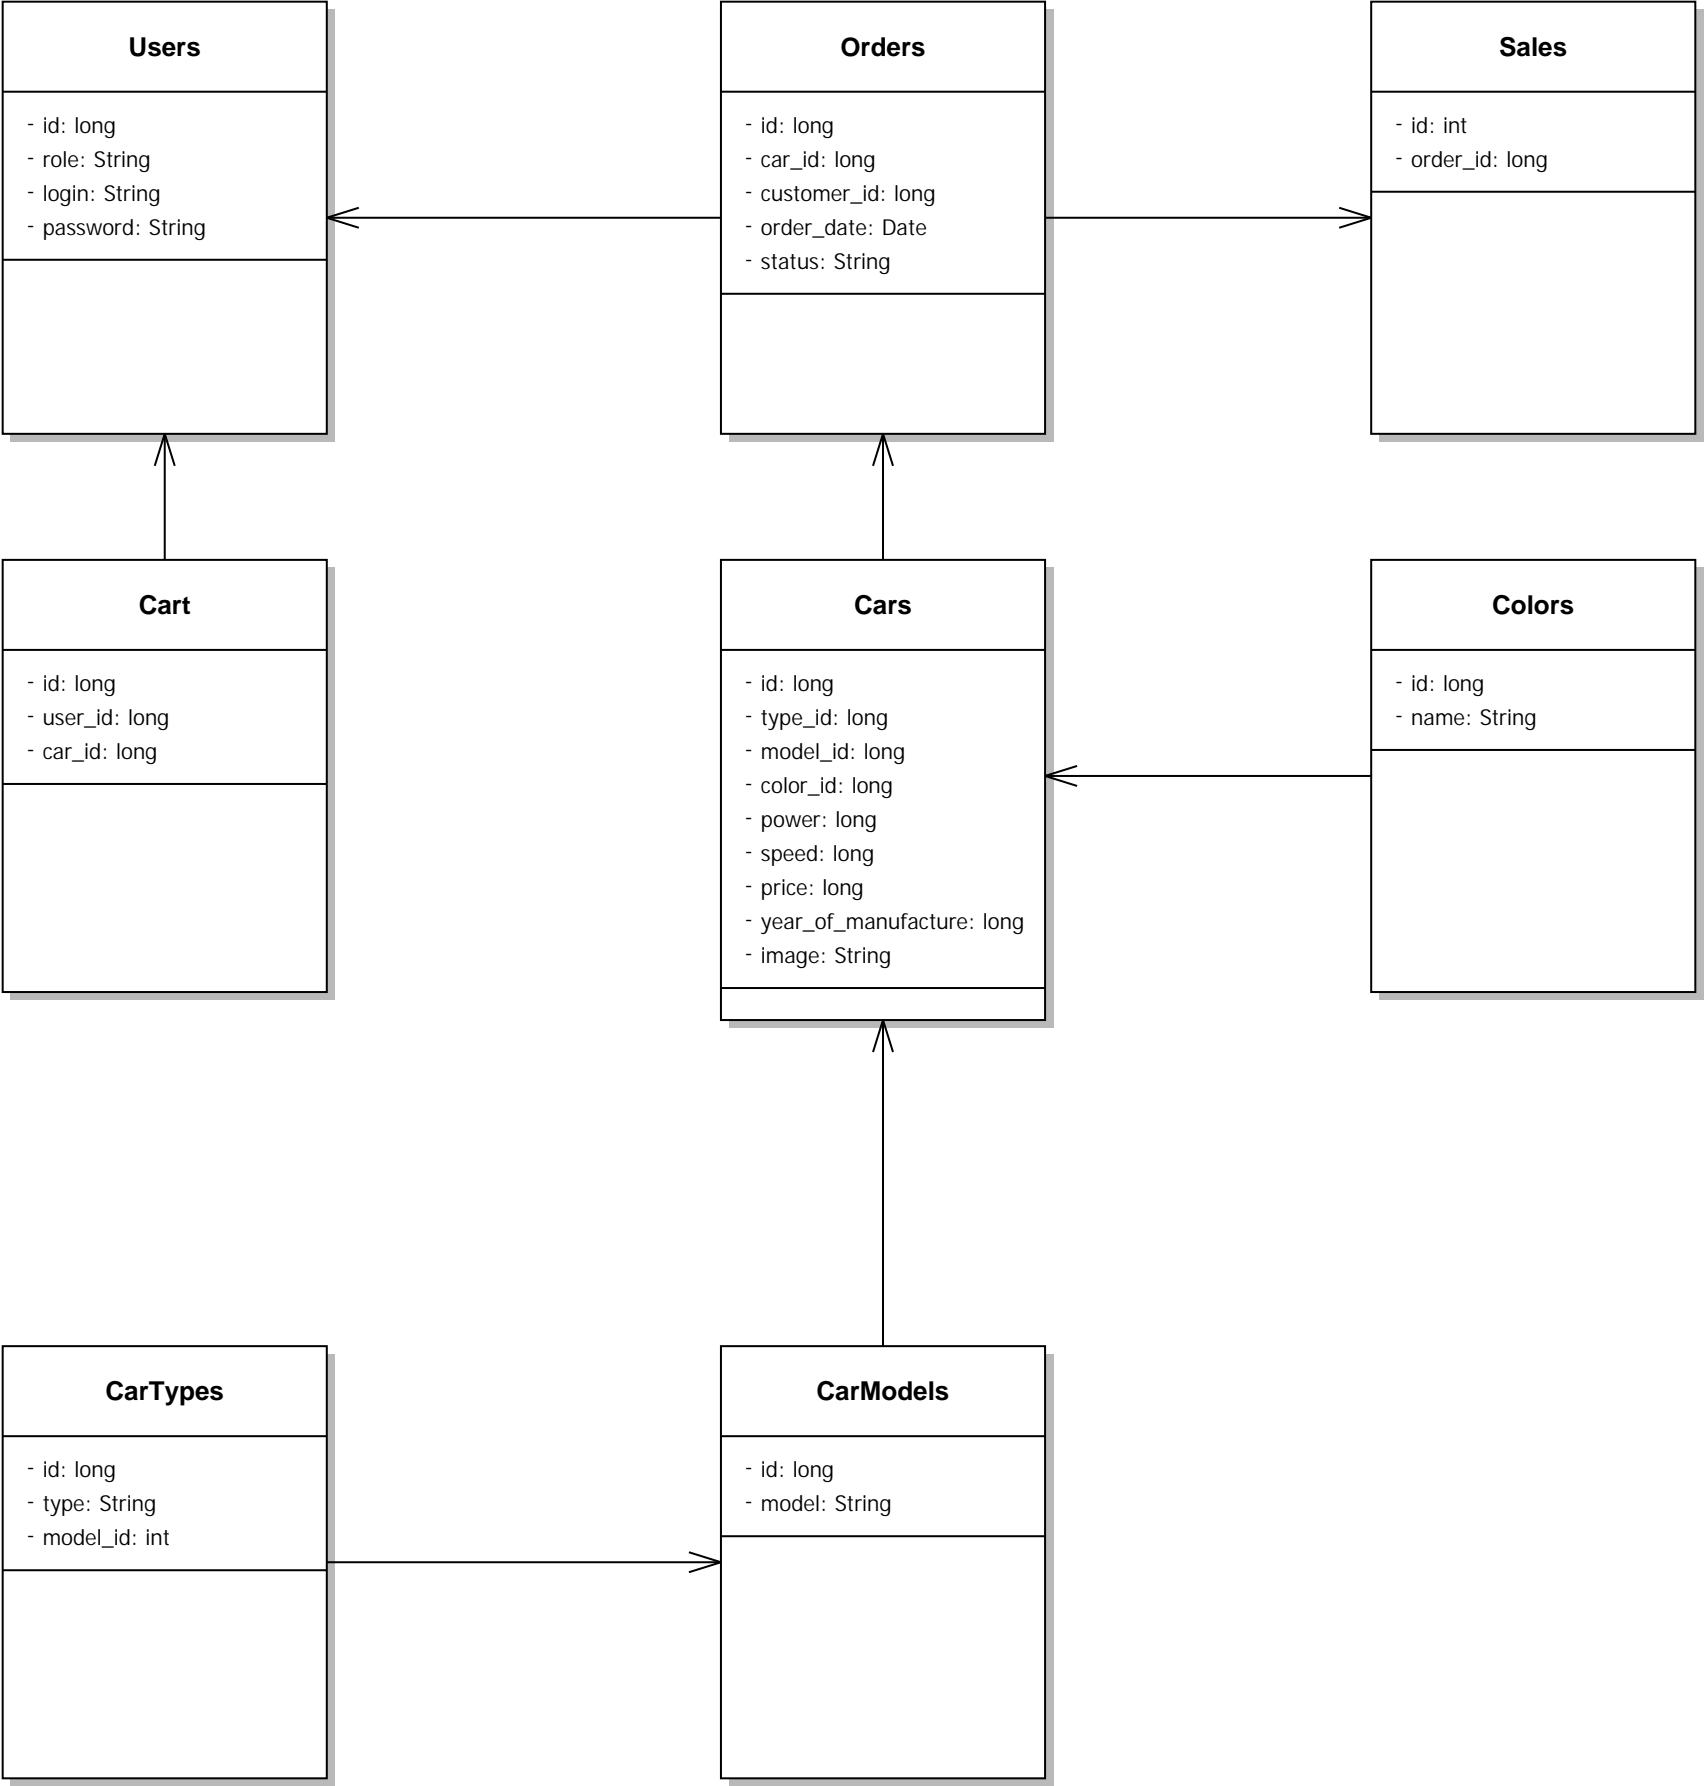 Users
- id: long
- role: String
- login: String
- password: String
Orders
- id: long
- car_id: long
- customer_id: long
- order_date: Date
- status: String
Sales
- id: int
- order_id: long
Cart
- id: long
- user_id: long
- car_id: long
Cars
- id: long
- type_id: long
- model_id: long
- color_id: long
- power: long
- speed: long
- price: long
- year_of_manufacture: long
- image: String
Colors
- id: long
- name: String
CarTypes
- id: long
- type: String
- model_id: int
CarModels
- id: long
- model: String